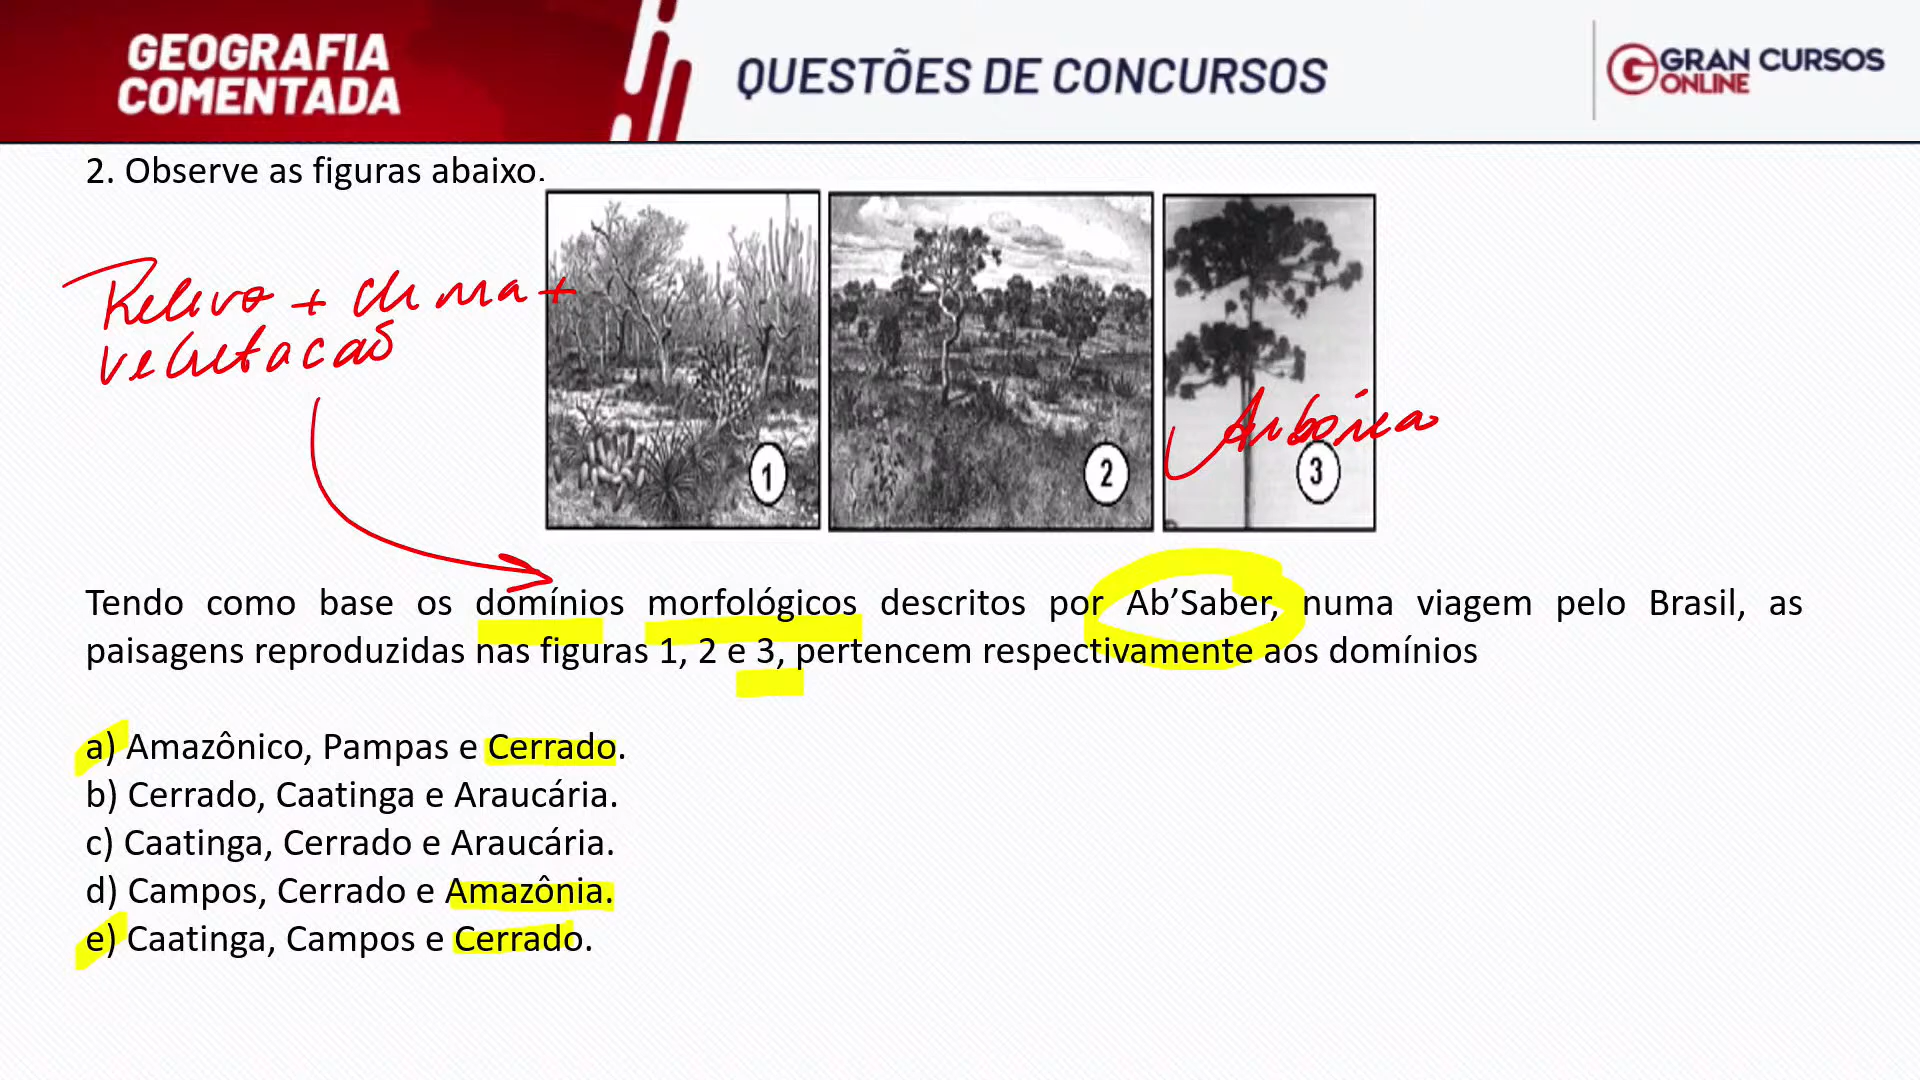 GEOGRAFIA
COMENTADA
QUESTÕES DE CONCURSOS
GRAN CURSOS
ONLINE
2. Observe as figuras abaixo.
Relevo + clima +
vegetacaõ
1
2
Arbórea
3
Tendo como base os domínios morfológicos descritos por Ab’Saber, numa viagem pelo Brasil, as
paisagens reproduzidas nas figuras 1, 2 e 3, pertencem respectivamente aos domínios
a) Amazônico, Pampas e Cerrado.
b) Cerrado, Caatinga e Araucária.
c) Caatinga, Cerrado e Araucária.
d) Campos, Cerrado e Amazônia.
e) Caatinga, Campos e Cerrado.